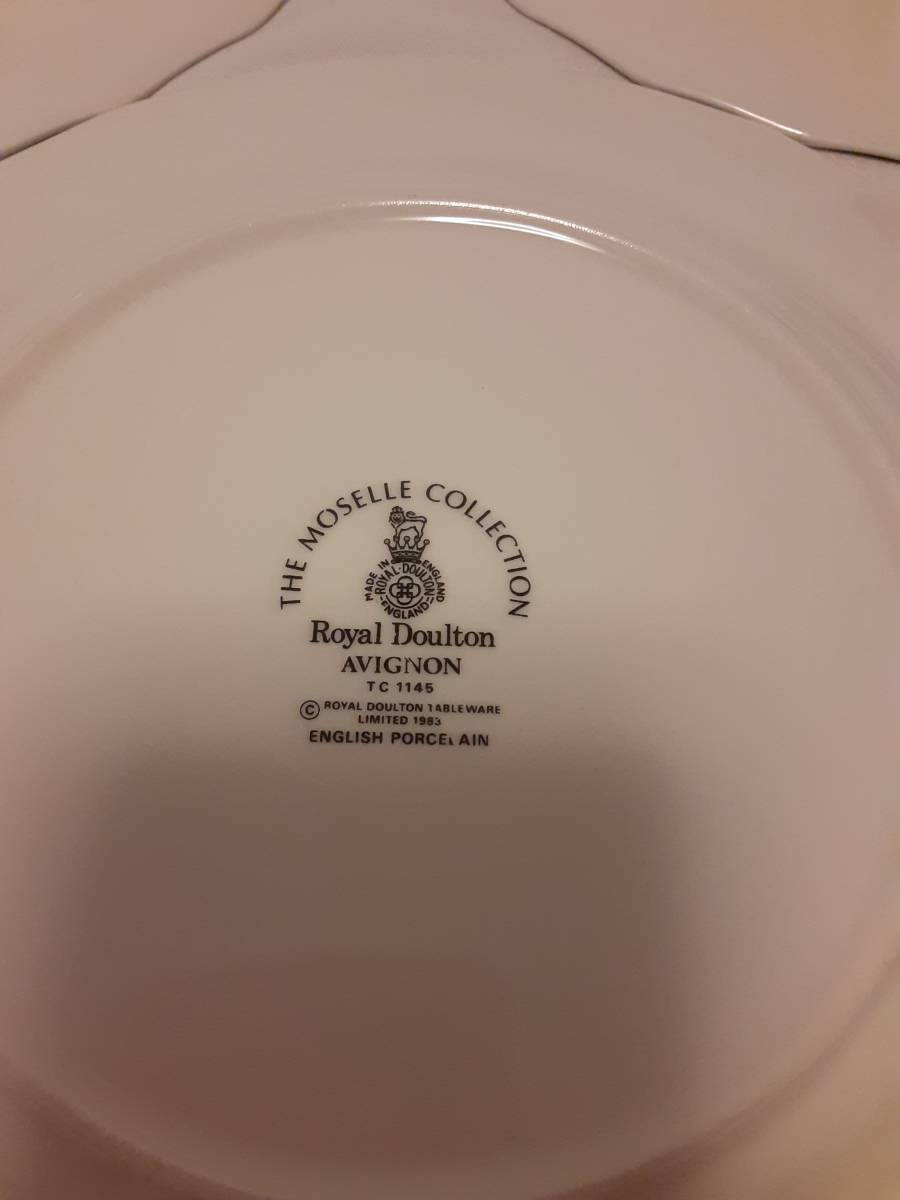 THE MOSELLE COLLECTION
MADE IN ENGLAND
ROYAL-DOULTON
ENGLAND
Royal Doulton
AVIGNON
TC 1145
© ROYAL DOULTON TABLEWARE
LIMITED 1983
ENGLISH PORCELAIN